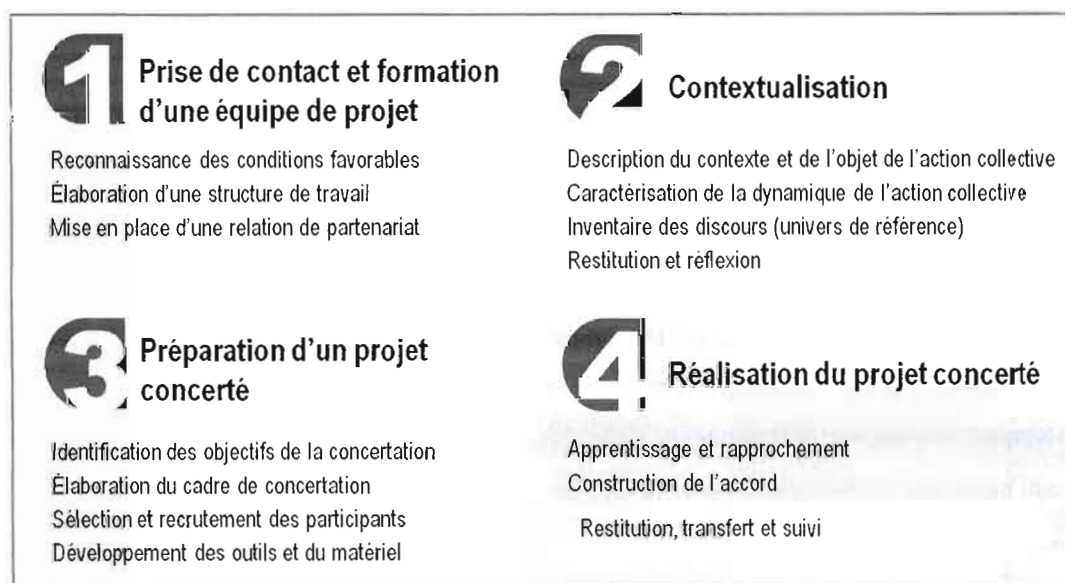 1
Prise de contact et formation
d'une équipe de projet
Reconnaissance des conditions favorables
Élaboration d'une structure de travail
Mise en place d'une relation de partenariat
2
Contextualisation
Description du contexte et de l'objet de l'action collective
Caractérisation de la dynamique de l'action collective
Inventaire des discours (univers de référence)
Restitution et réflexion
3
Préparation d'un projet
concerté
Identification des objectifs de la concertation
Élaboration du cadre de concertation
Sélection et recrutement des participants
Développement des outils et du matériel
4
Réalisation du projet concerté
Apprentissage et rapprochement
Construction de l'accord
Restitution, transfert et suivi